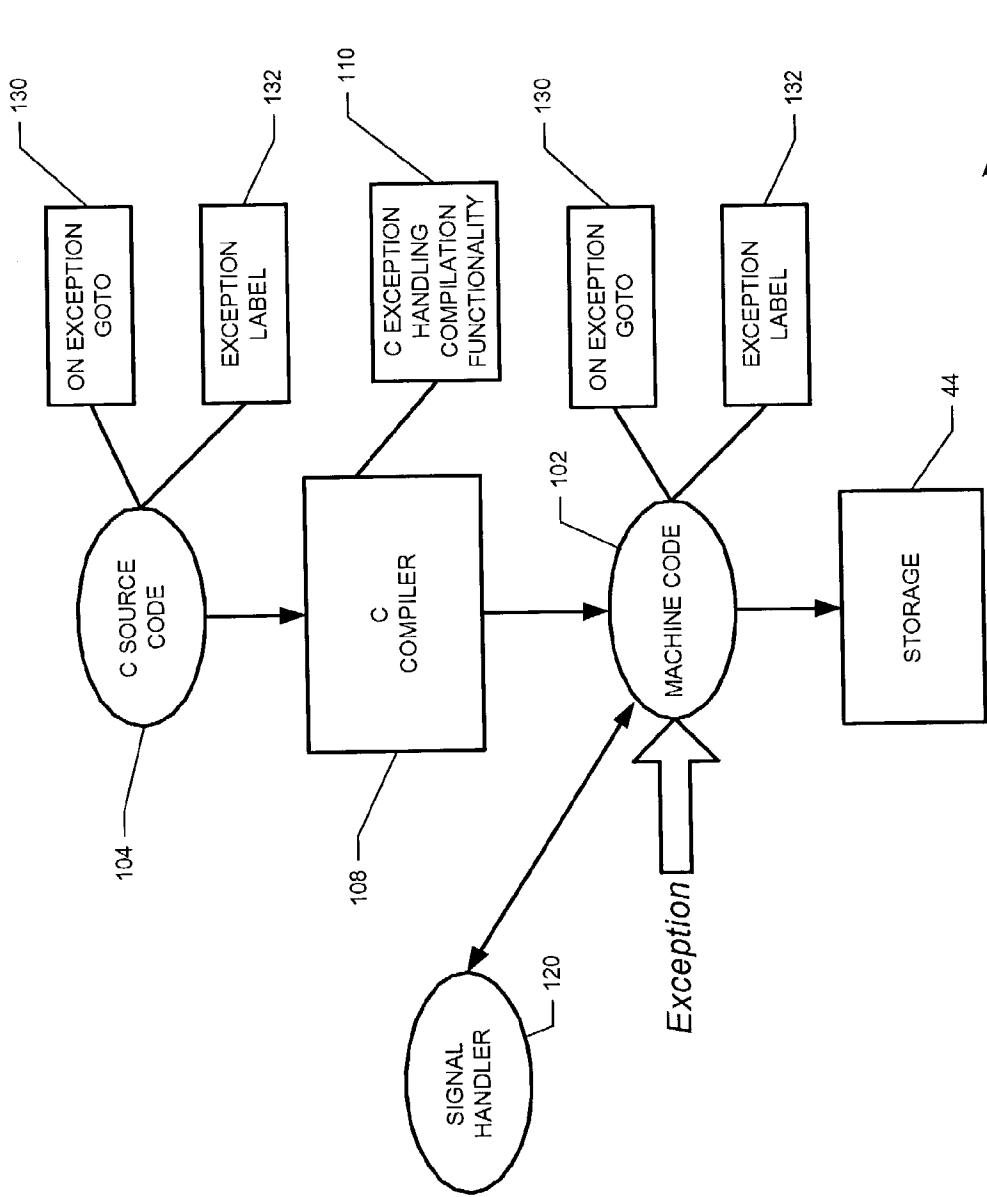 130
ON EXCEPTION
GOTO
104
C SOURCE
CODE
EXCEPTION
LABEL
132
110
108
C
COMPILER
C EXCEPTION
HANDLING
COMPILATION
FUNCTIONALITY
SIGNAL
HANDLER
120
130
102
ON EXCEPTION
GOTO
Exception
MACHINE CODE
EXCEPTION
LABEL
132
STORAGE
44